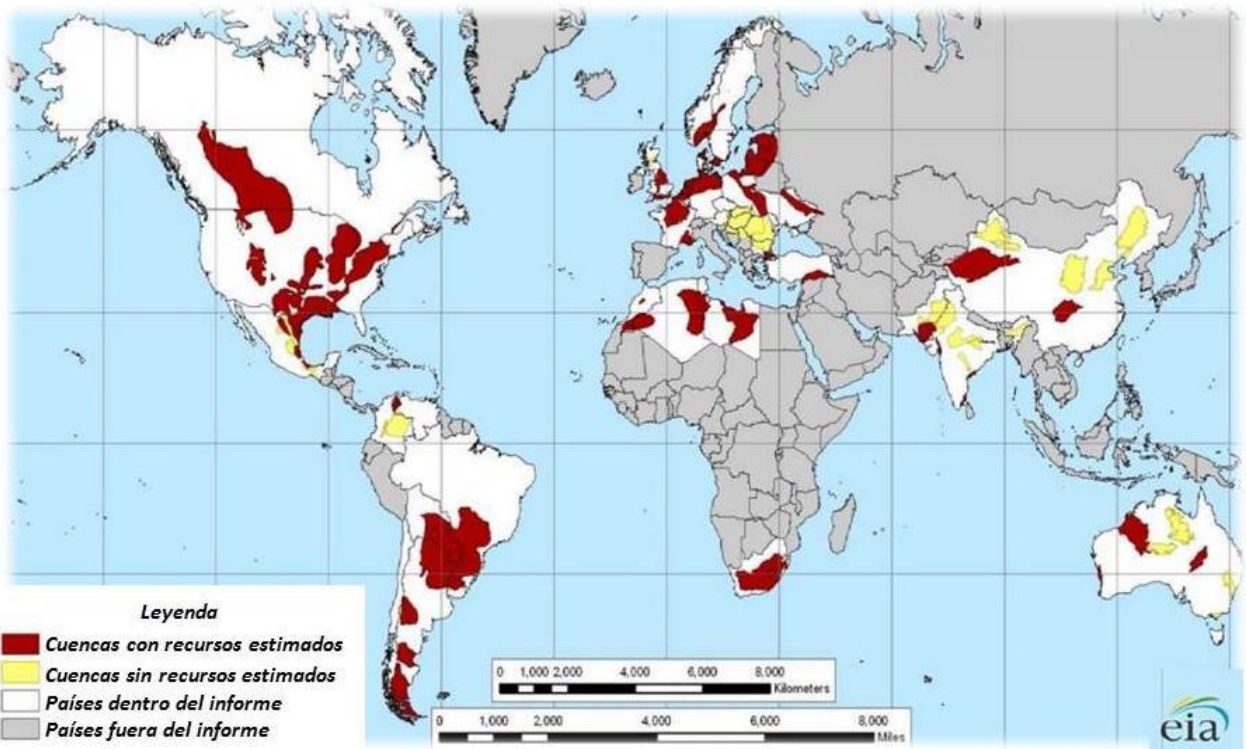 Leyenda
Cuencas con recursos estimados
Cuencas sin recursos estimados
Países dentro del informe
Países fuera del informe
0 1,000 2,000 4,000 6,000 8,000
Kilometers
0 1,000 2,000 4,000 6,000 8,000
Miles
eia